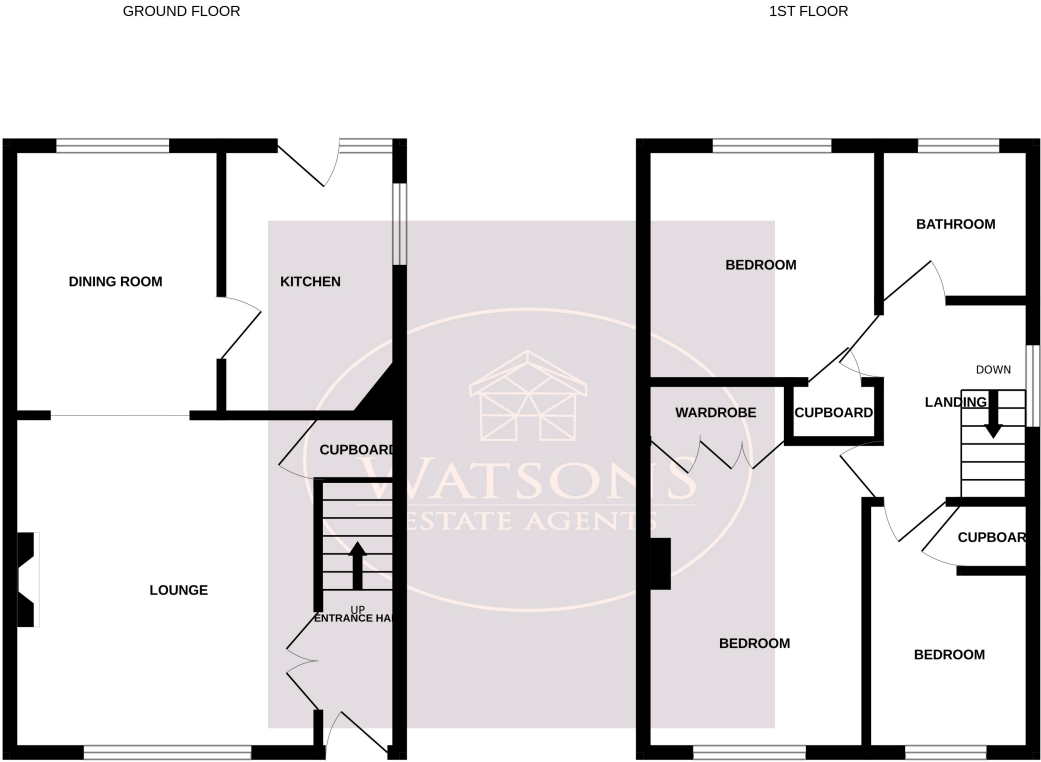 GROUND FLOOR
1ST FLOOR
DINING ROOM
KITCHEN
CUPBOARD
LOUNGE
UP
ENTRANCE HA
BEDROOM
BATHROOM
DOWN
LANDING
WARDROBE
CUPBOARD
CUPBOAR
BEDROOM
BEDROOM
WATSONS
ESTATE AGENTS